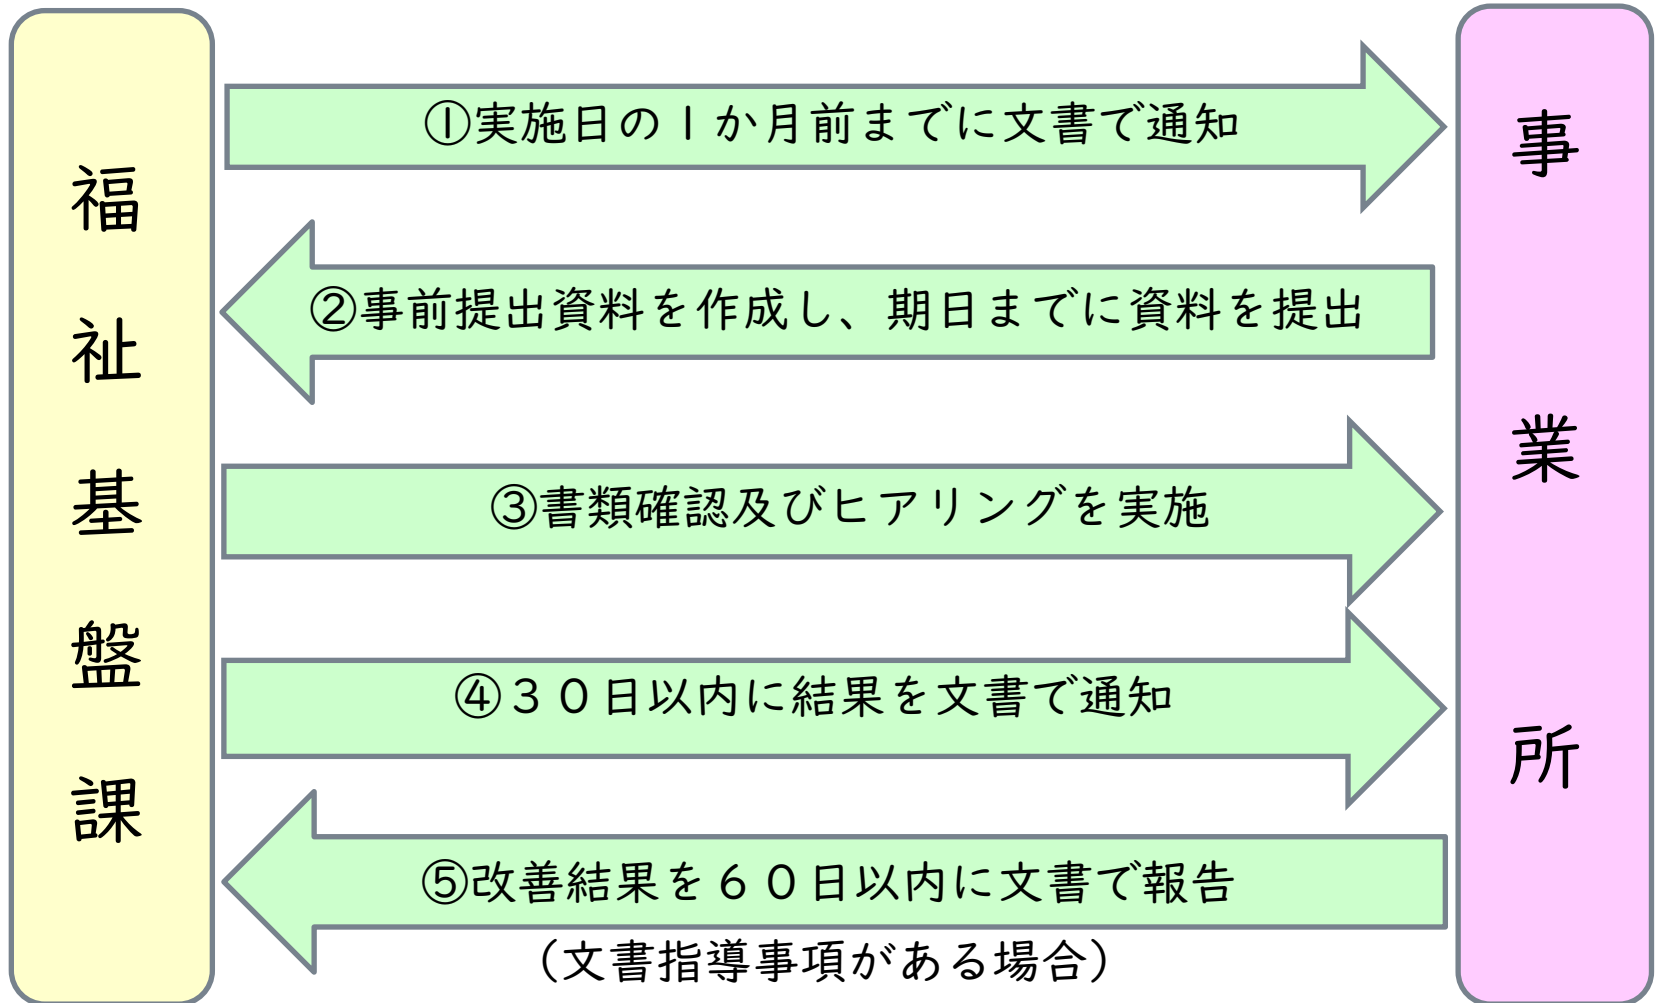 福祉基盤課
①実施日の1か月前までに文書で通知
②事前提出資料を作成し、期日までに資料を提出
③書類確認及びヒアリングを実施
④30日以内に結果を文書で通知
⑤改善結果を60日以内に文書で報告
(文書指導事項がある場合)
事業所